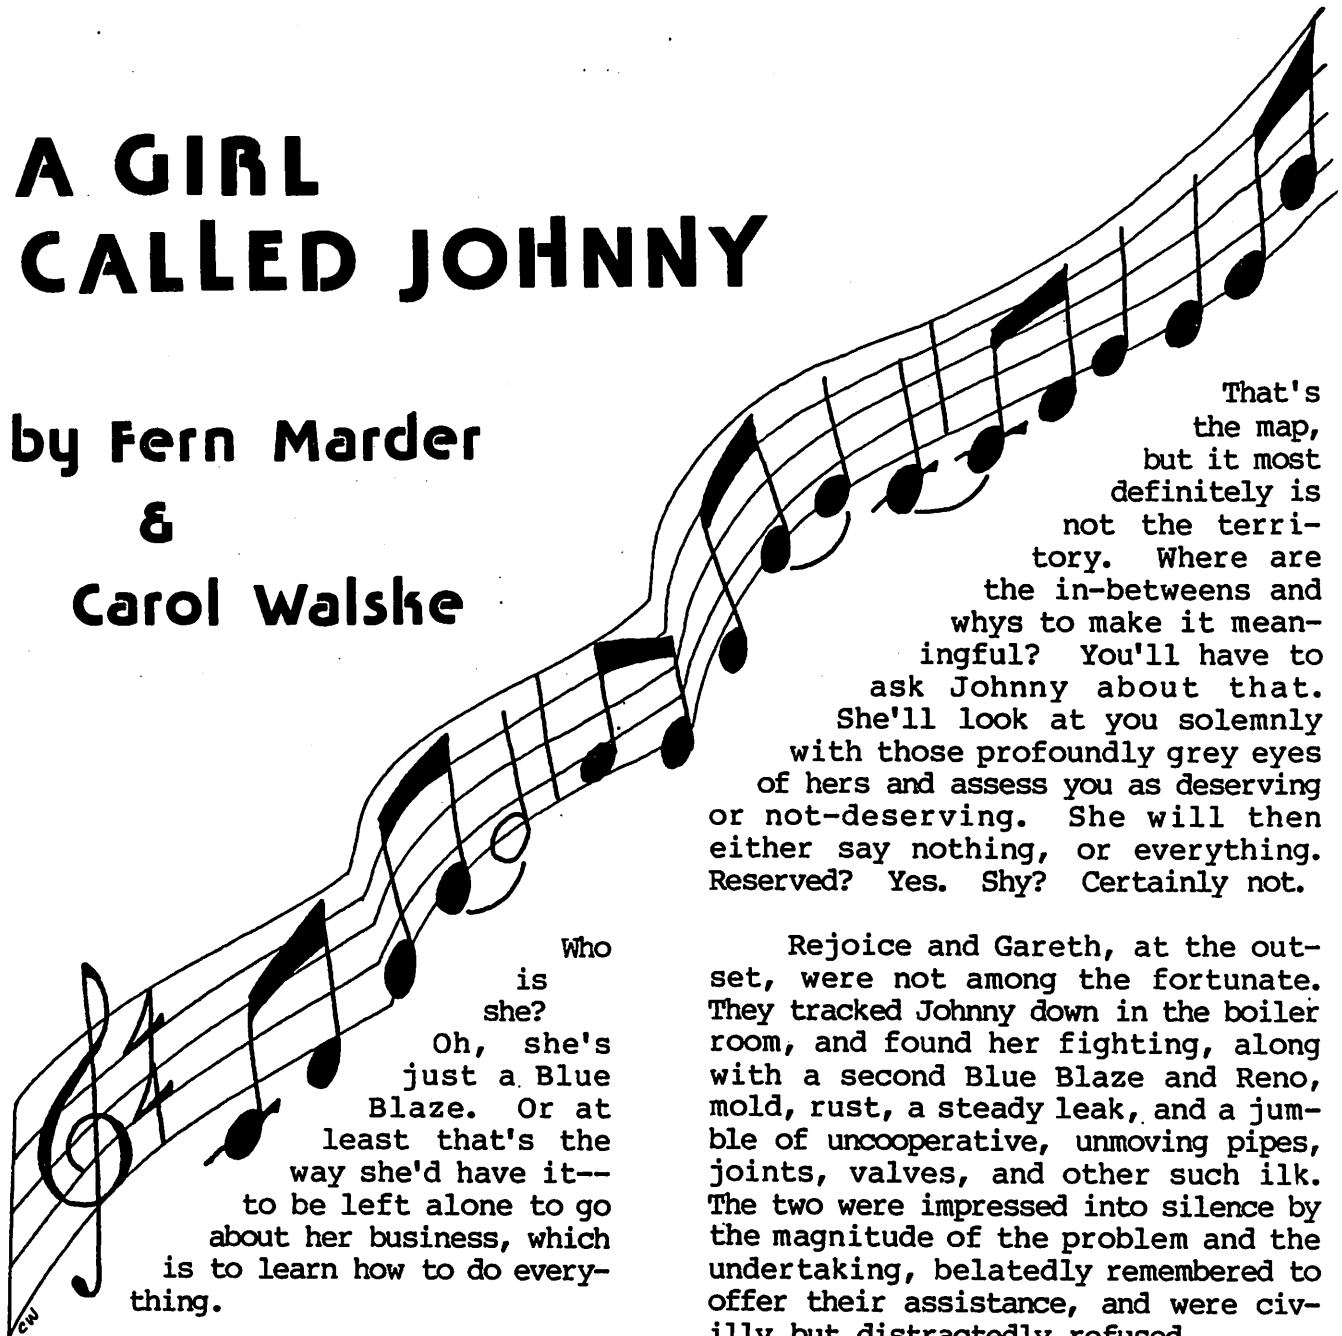 A GIRL
CALLED JOHNNY
by Fern Marder
&
Carol Walske
Who
is
she?
Oh, she's
just a Blue
Blaze. Or at
least that's the
way she'd have it--
to be left alone to go
about her business, which
is to learn how to do every-
thing.
CW
That's
the map,
but it most
definitely is
not the terri-
tory. Where are
the in-betweens and
whys to make it mean-
ingful? You'll have to
ask Johnny about that.
She'll look at you solemnly
with those profoundly grey eyes
of hers and assess you as deserving
or not-deserving. She will then
either say nothing, or everything.
Reserved? Yes. Shy? Certainly not.
Rejoice and Gareth, at the out-
set, were not among the fortunate.
They tracked Johnny down in the boiler
room, and found her fighting, along
with a second Blue Blaze and Reno,
mold, rust, a steady leak, and a jum-
ble of uncooperative, unmoving pipes,
joints, valves, and other such ilk.
The two were impressed into silence by
the magnitude of the problem and the
undertaking, belatedly remembered to
offer their assistance, and were civ-
illy but distractedly refused.